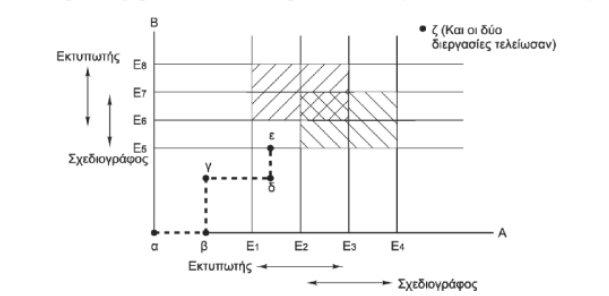 B
ζ (Και οι δύο
διεργασίες τελείωσαν)
Εκτυπωτής
E8
E7
E6
E5
Σχεδιογράφος
ε
γ
δ
A
α
β
E1
E2
E3
E4
Εκτυπωτής
Σχεδιογράφος